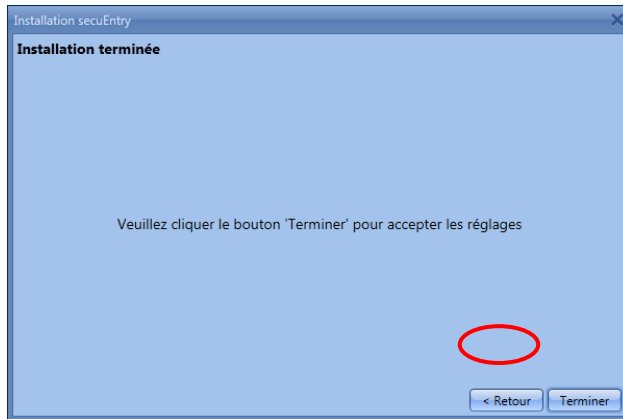 Installation secuEntry
Installation terminée
Veuillez cliquer le bouton 'Terminer' pour accepter les réglages
< Retour
Terminer